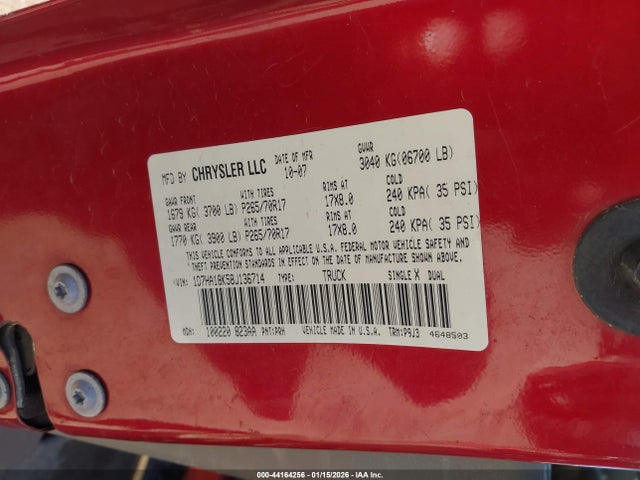 MFD BY CHRYSLER LLC DATE OF MFR 10-07 GVWR 3040 KG(06700 LB)
GAWR FRONT WITH TIRES RIMS AT COLD
1679 KG( 3700 LB) P265/70R17 17X8.0 240 KPA( 35 PSI)
GAWR REAR WITH TIRES RIMS AT COLD
1770 KG( 3900 LB) P265/70R17 17X8.0 240 KPA( 35 PSI)
THIS VEHICLE CONFORMS TO ALL APPLICABLE U.S.A. FEDERAL MOTOR VEHICLE SAFETY AND
THEFT PREVENTION STANDARDS IN EFFECT ON THE DATE OF MANUFACTURE SHOWN ABOVE.
VIN: 1D7HA18K58J136714 TYPE: TRUCK SINGLE X DUAL
MDH: 100220 823AA PNT:PRH VEHICLE MADE IN U.S.A. TRM:P9J3 4648503
000-44164256 - 01/15/2026 - IAA Inc.